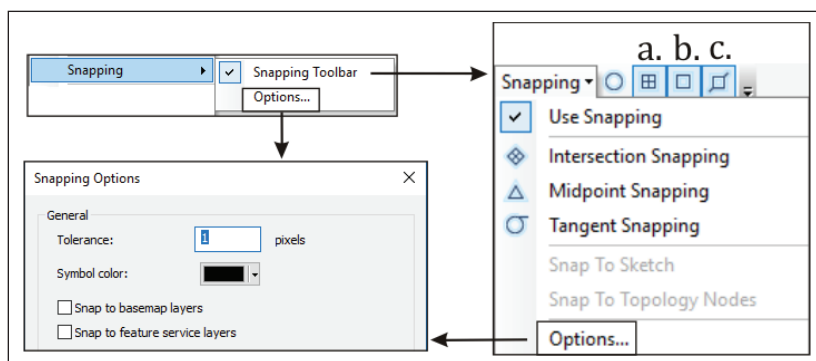 Snapping
Snapping Toolbar
Options...
Snapping Options
General
Tolerance:
1
pixels
Symbol color:
Snap to basemap layers
Snap to feature service layers
a. b. c.
Snapping
Use Snapping
Intersection Snapping
Midpoint Snapping
Tangent Snapping
Snap To Sketch
Snap To Topology Nodes
Options...